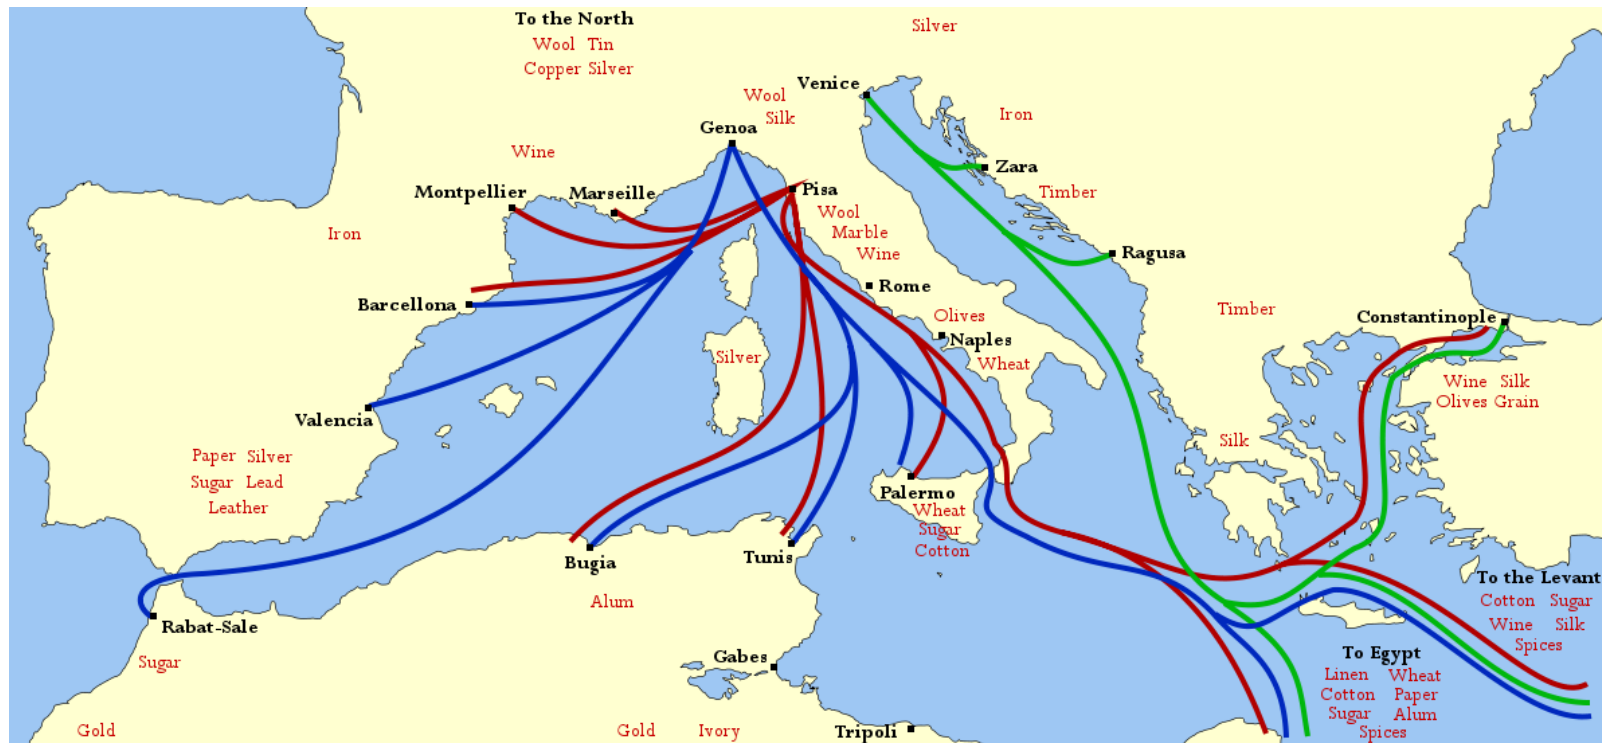 To the North
Wool Tin
Copper Silver
Silver
Venice
Wool
Silk
Iron
Genoa
Wine
Zara
Montpellier
Marseille
Pisa
Timber
Wool
Marble
Wine
Iron
Ragusa
Rome
Barcellona
Olives
Timber
Constantinople
Naples
Silver
Wheat
Wine Silk
Olives Grain
Valencia
Silk
Paper Silver
Sugar Lead
Leather
Palermo
Wheat
Sugar
Cotton
Bugia
Tunis
Alum
To the Levant
Cotton Sugar
Wine Silk
Spices
Rabat-Sale
Sugar
Gabes
To Egypt
Linen Wheat
Cotton Paper
Sugar Alum
Spices
Gold
Gold Ivory
Tripoli